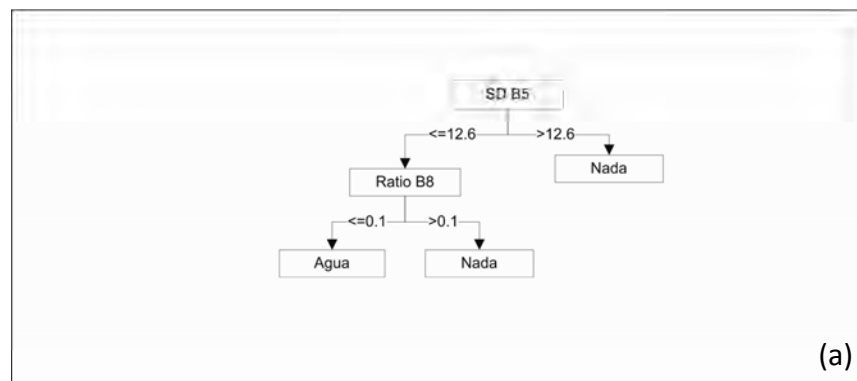 SD B5
<=12.6 >12.6
Nada
Ratio B8
<=0.1 >0.1
Agua Nada
(a)